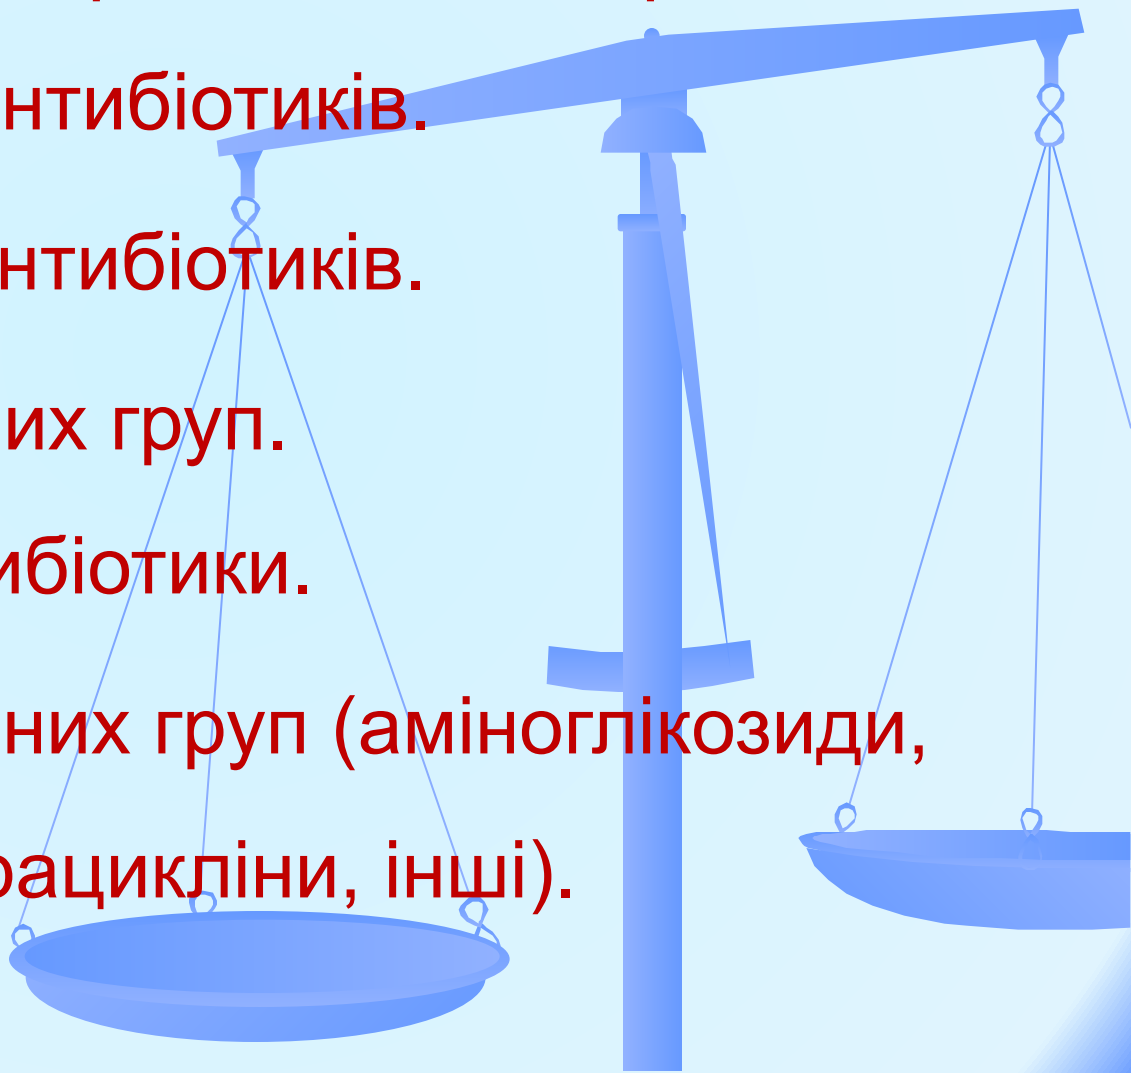 нтибіотиків.
нтибіотиків.
их груп.
ибіотики.
них груп (аміноглікозиди,
рацикліни, інші).